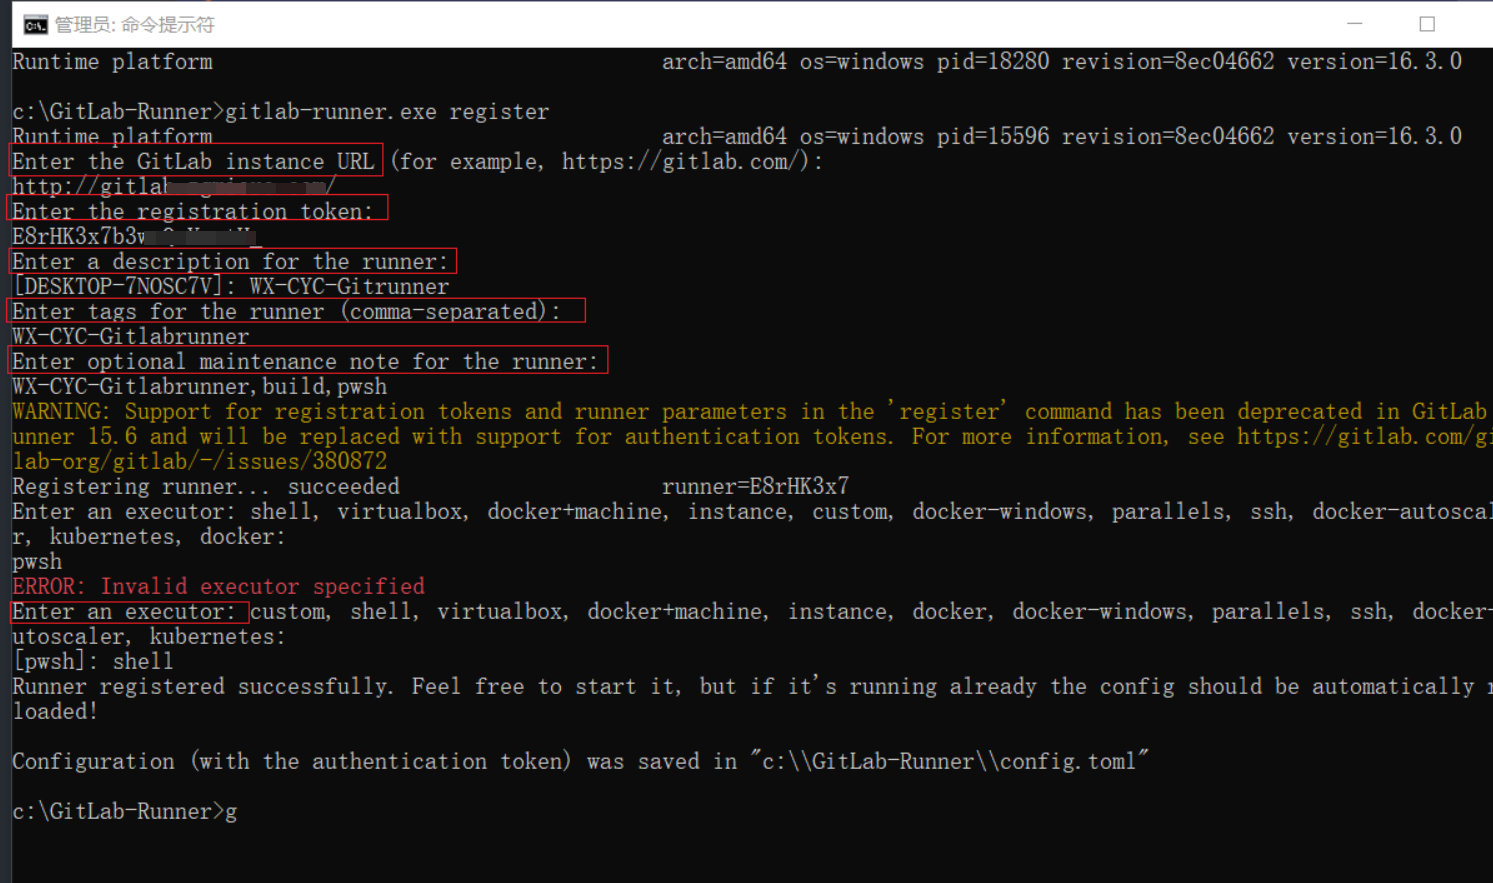 管理员: 命令提示符
Runtime platform arch=amd64 os=windows pid=18280 revision=8ec04662 version=16.3.0
c:\GitLab-Runner>gitlab-runner.exe register
Runtime platform arch=amd64 os=windows pid=15596 revision=8ec04662 version=16.3.0
Enter the GitLab instance URL (for example, https://gitlab.com/):
http://gitlab
Enter the registration token:
E8rHK3x7b3w
Enter a description for the runner:
[DESKTOP-7NOSC7V]: WX-CYC-Gitrunner
Enter tags for the runner (comma-separated):
WX-CYC-Gitlabrunner
Enter optional maintenance note for the runner:
WX-CYC-Gitlabrunner,build,pwsh
WARNING: Support for registration tokens and runner parameters in the 'register' command has been deprecated in GitLab
unner 15.6 and will be replaced with support for authentication tokens. For more information, see https://gitlab.com/gi
lab-org/gitlab/-/issues/380872
Registering runner... succeeded runner=E8rHK3x7
Enter an executor: shell, virtualbox, docker+machine, instance, custom, docker-windows, parallels, ssh, docker-autoscal
r, kubernetes, docker:
pwsh
ERROR: Invalid executor specified
Enter an executor: custom, shell, virtualbox, docker+machine, instance, docker, docker-windows, parallels, ssh, docker-
utoscaler, kubernetes:
[pwsh]: shell
Runner registered successfully. Feel free to start it, but if it's running already the config should be automatically r
loaded!
Configuration (with the authentication token) was saved in "c:\\GitLab-Runner\\config.toml"
c:\GitLab-Runner>g